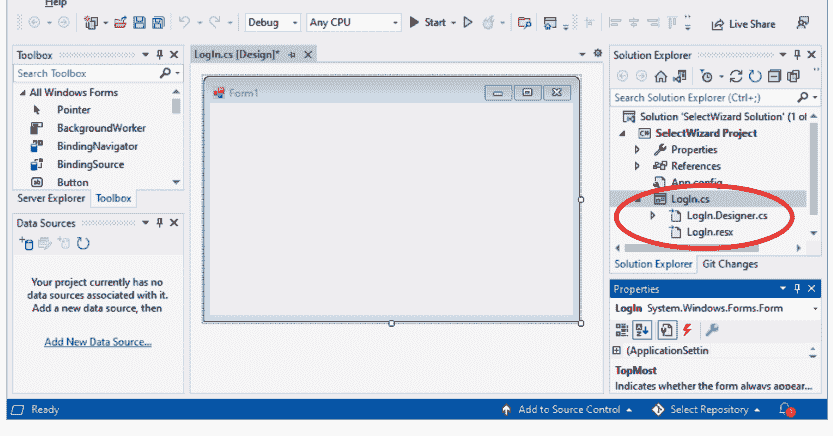 Help
Debug Any CPU Start Live Share
Toolbox
Search Toolbox
All Windows Forms
Pointer
BackgroundWorker
BindingNavigator
BindingSource
Button
Server Explorer Toolbox
Data Sources
Your project currently has no
data sources associated with it.
Add a new data source, then
Add New Data Source...
LogIn.cs [Design]*
Form1
Solution Explorer
Search Solution Explorer (Ctrl+;)
Solution 'SelectWizard Solution' (1 of
C# SelectWizard Project
Properties
References
App.config
LogIn.cs
LogIn.Designer.cs
LogIn.resx
Solution Explorer Git Changes
Properties
LogIn System.Windows.Forms.Form
(ApplicationSettin
TopMost
Indicates whether the form always appear...
Ready Add to Source Control Select Repository 1